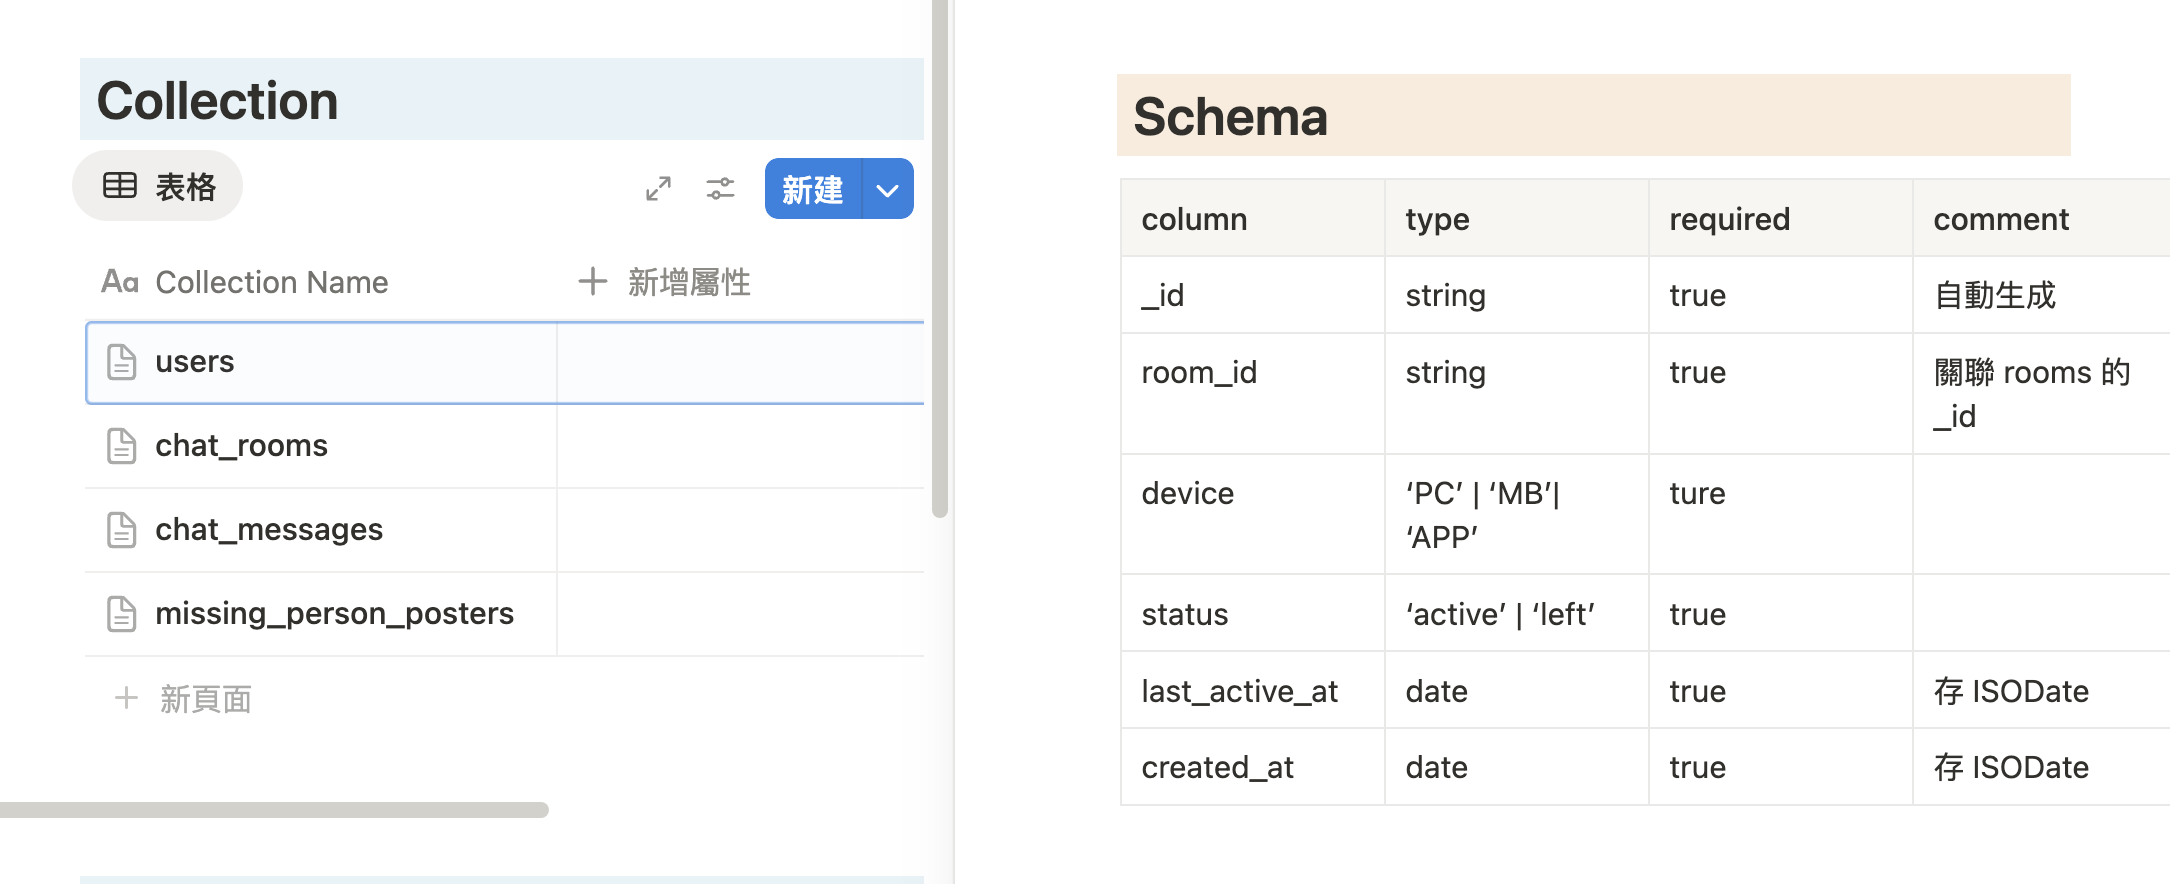 Collection
表格
新建
Aa Collection Name
+ 新增屬性
users
chat_rooms
chat_messages
missing_person_posters
+ 新頁面
Schema
column type required comment
_id string true 自動生成
room_id string true 關聯 rooms 的
_id
device ‘PC’ | ‘MB’| ture
‘APP’
status ‘active’ | ‘left’ true
last_active_at date true 存 ISODate
created_at date true 存 ISODate